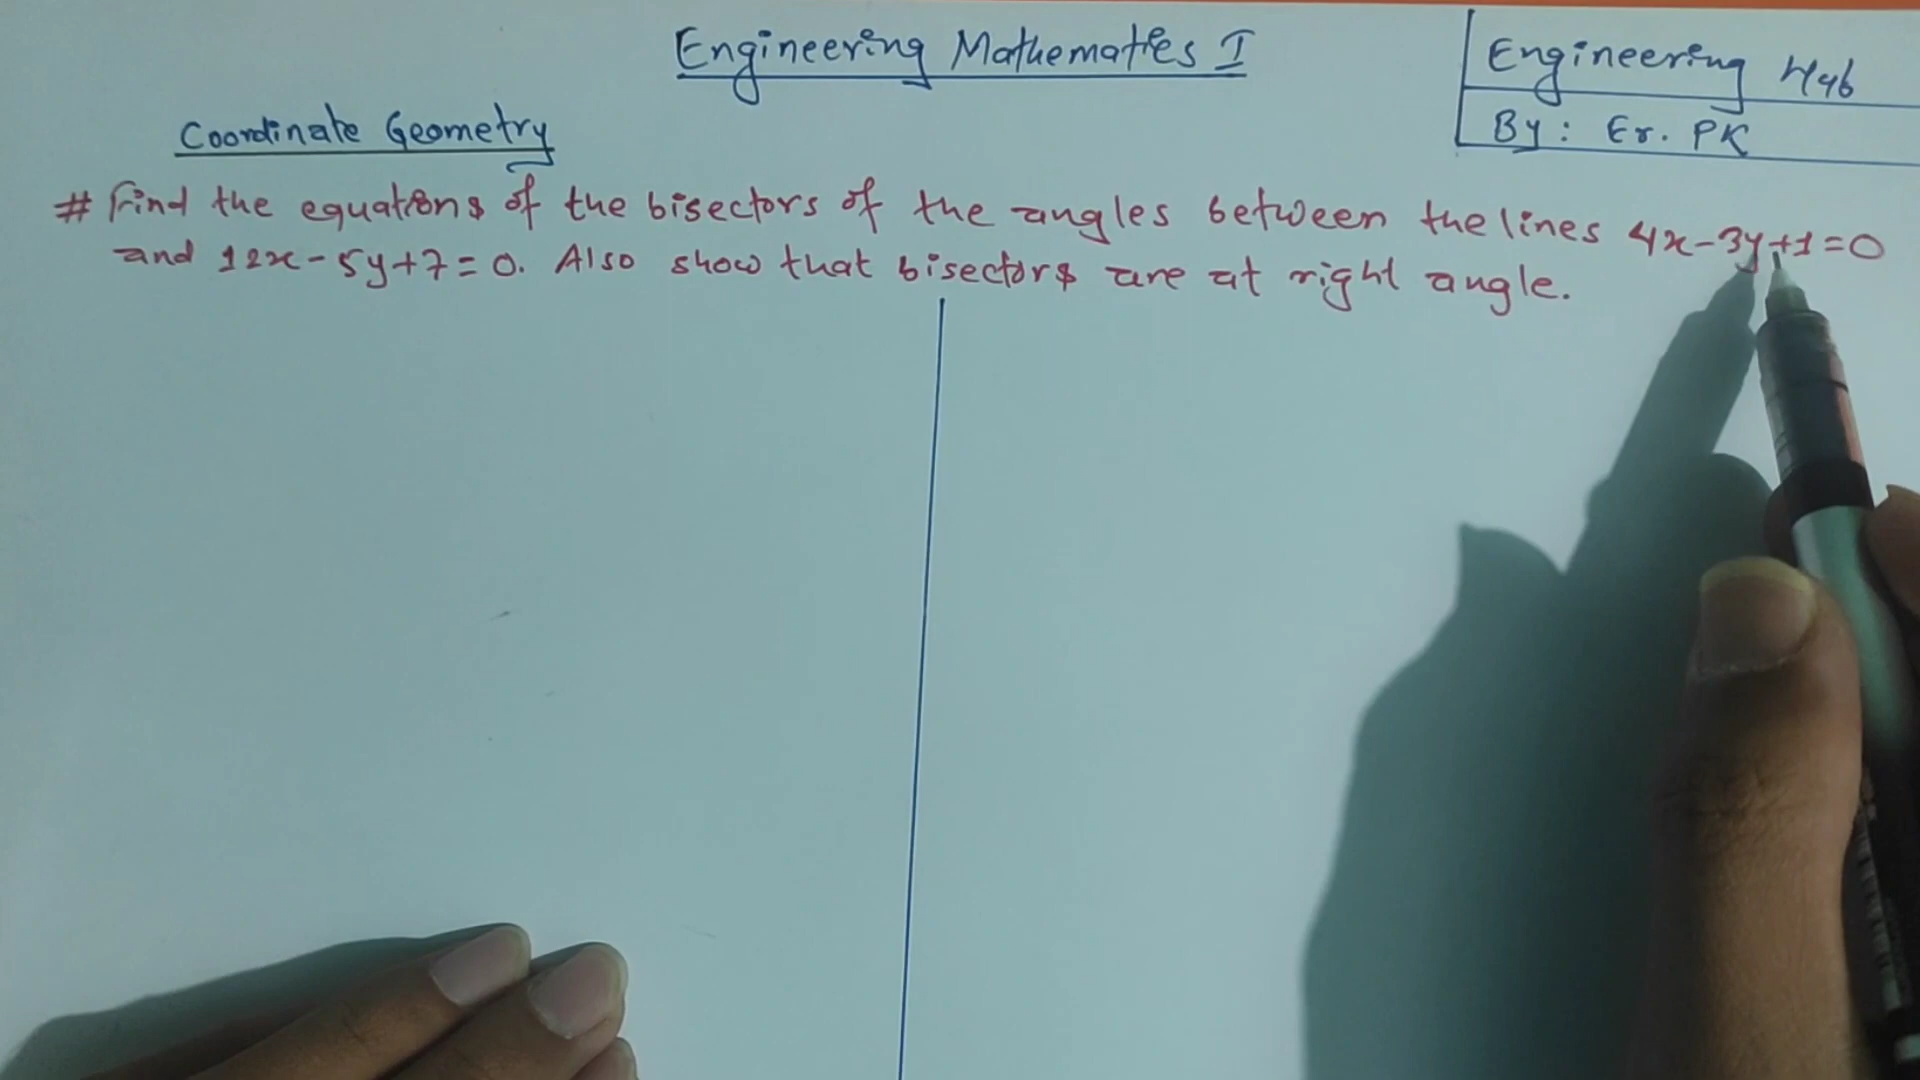 Engineering Mathematics I
Engineering Hub
By: Er. PK
Coordinate Geometry
# Find the equations of the bisectors of the angles between the lines 4x-3y+1=0
and 12x-5y+7=0. Also show that bisectors are at right angle.